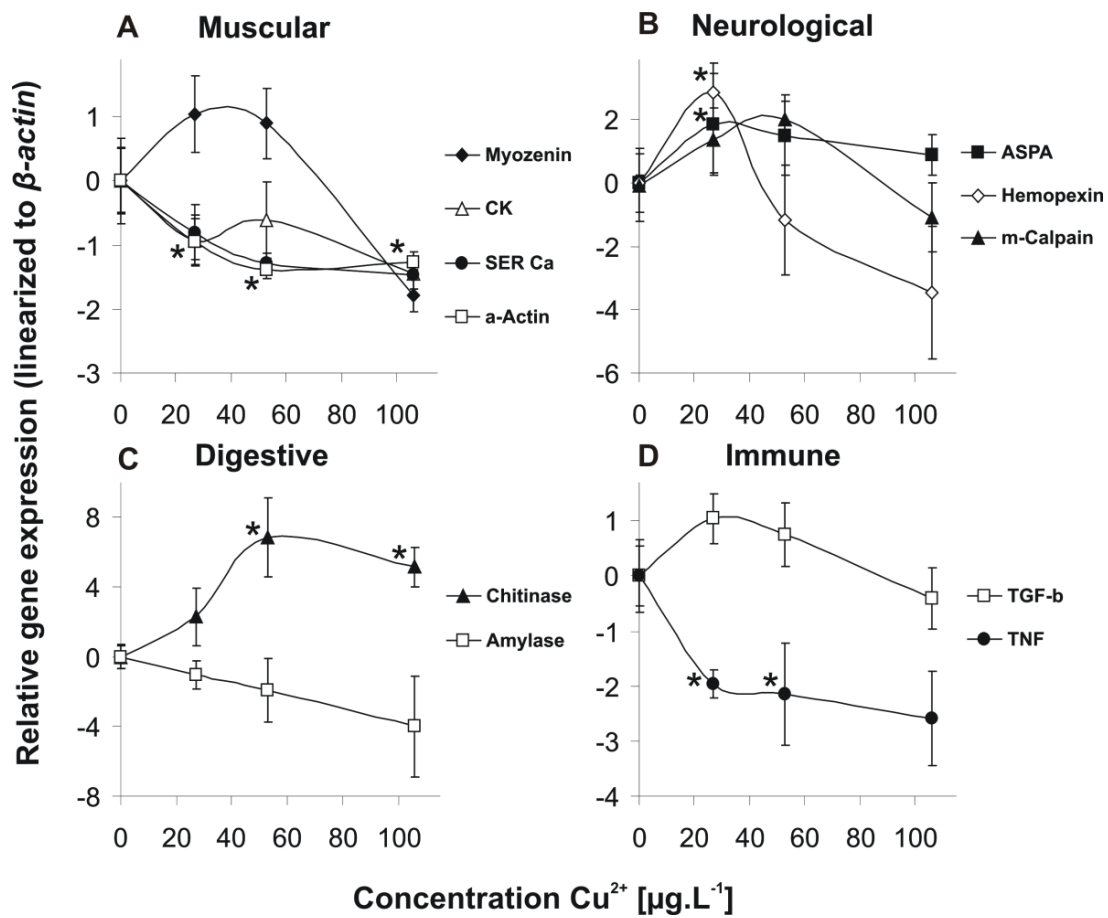 A Muscular
B Neurological
Relative gene expression (linearized to β-actin)
1
0
-1
-2
-3
*
*
*
0 20 40 60 80 100
Myozenin
CK
SER Ca
a-Actin
2
0
-2
-4
-6
*
*
0 20 40 60 80 100
ASPA
Hemopexin
m-Calpain
C Digestive
D Immune
8
4
0
-4
-8
*
*
0 20 40 60 80 100
Chitinase
Amylase
1
0
-1
-2
-3
-4
*
*
0 20 40 60 80 100
TGF-b
TNF
Concentration Cu²⁺ [µg.L⁻¹]